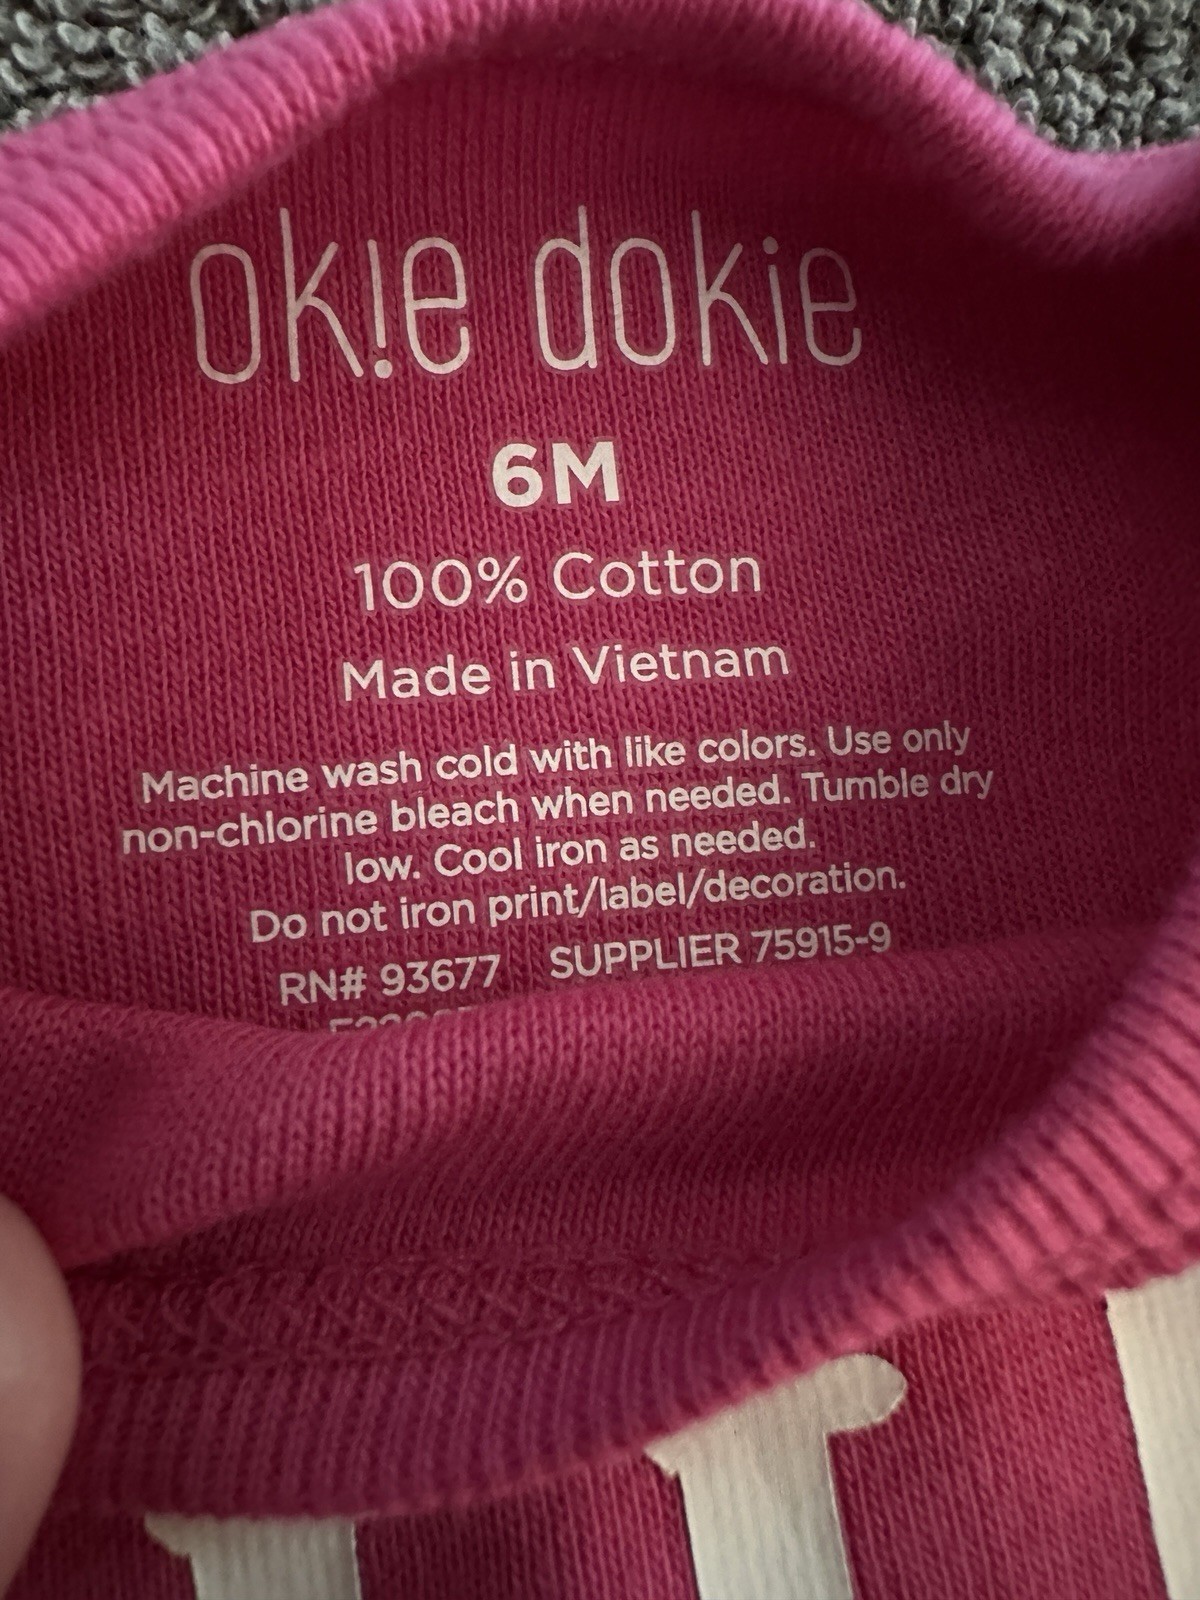 ok!e dokie
6M
100% Cotton
Made in Vietnam
Machine wash cold with like colors. Use only
non-chlorine bleach when needed. Tumble dry
low. Cool iron as needed.
Do not iron print/label/decoration.
RN# 93677 SUPPLIER 75915-9